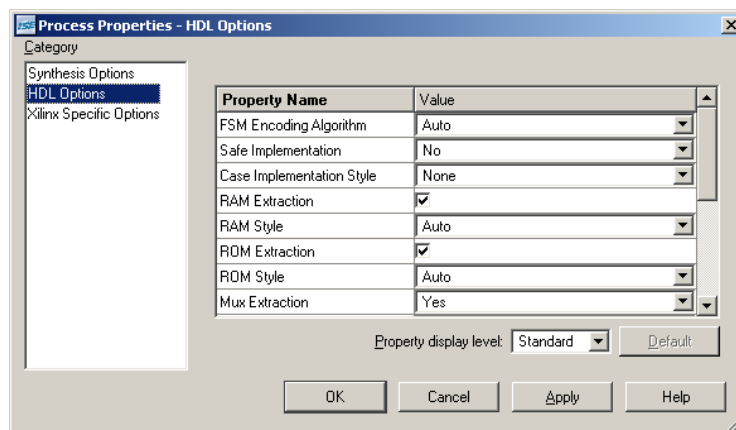 ISE Process Properties - HDL Options
Category
Synthesis Options
HDL Options
Xilinx Specific Options
Property Name Value
FSM Encoding Algorithm Auto
Safe Implementation No
Case Implementation Style None
RAM Extraction
RAM Style Auto
ROM Extraction
ROM Style Auto
Mux Extraction Yes
Property display level: Standard Default
OK Cancel Apply Help